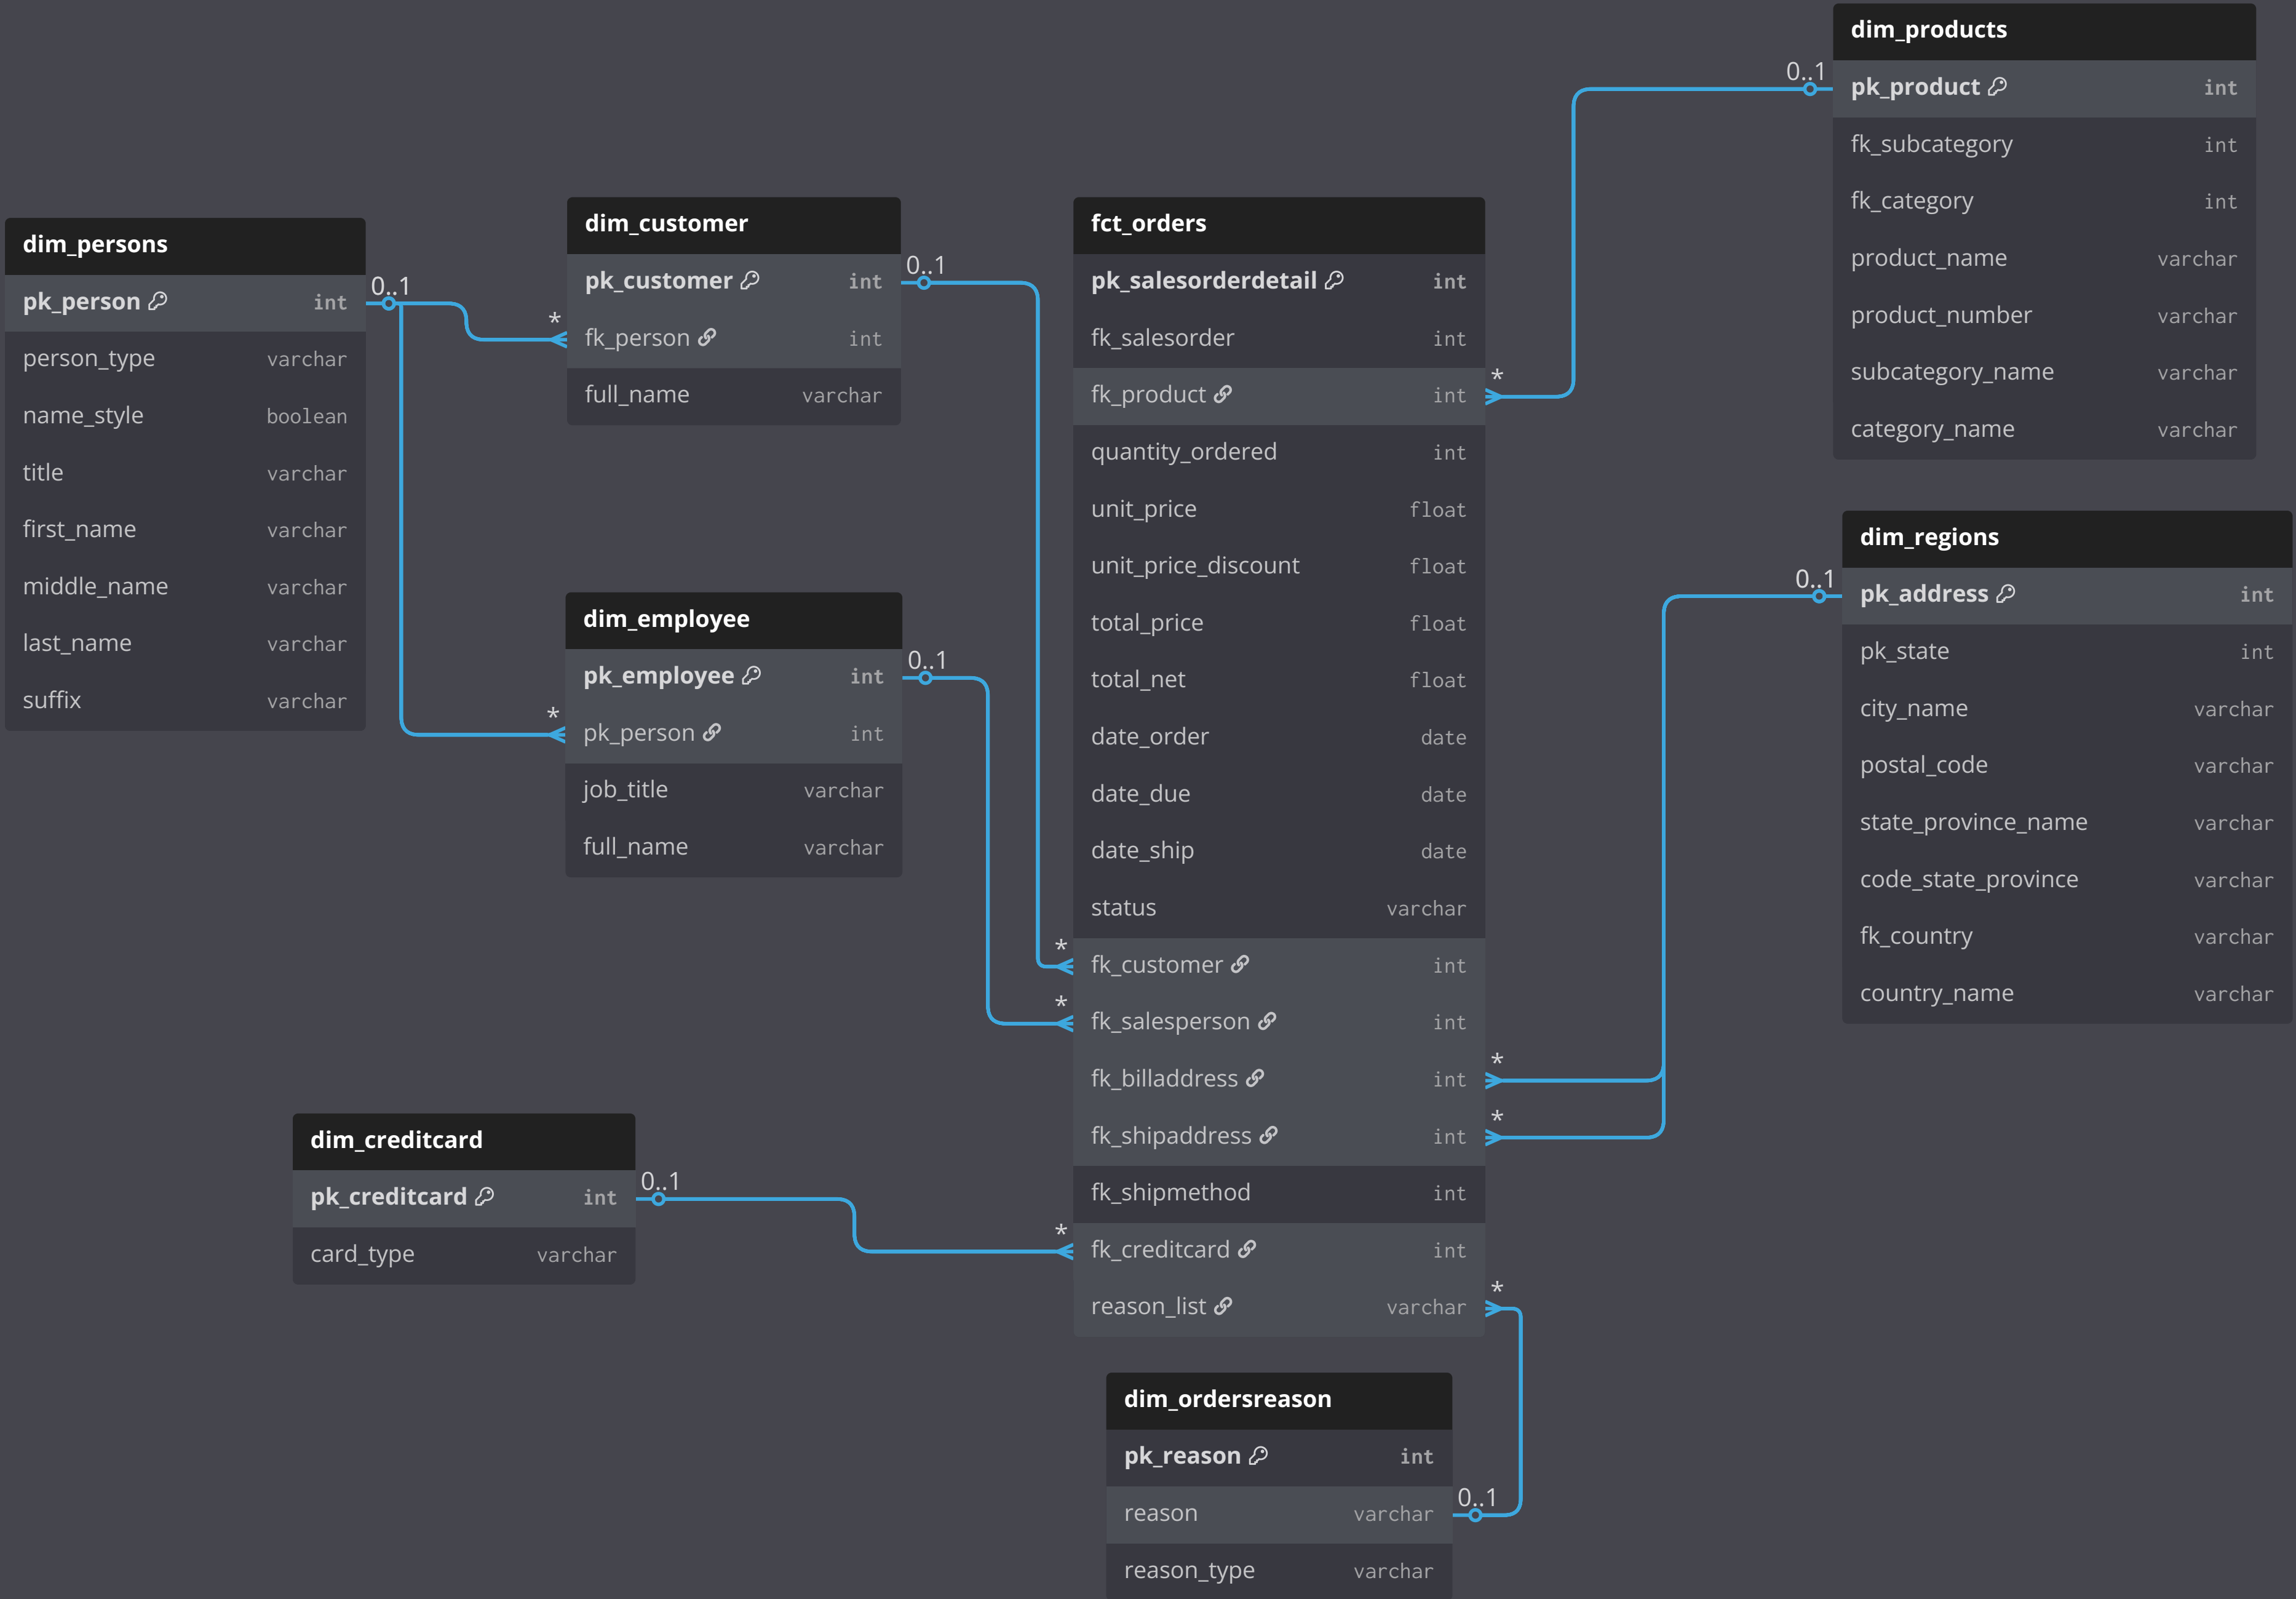 dim_products
0..1
pk_product int
fk_subcategory int
fk_category int
product_name varchar
product_number varchar
subcategory_name varchar
category_name varchar
dim_persons
0..1
pk_person int
person_type varchar
name_style boolean
title varchar
first_name varchar
middle_name varchar
last_name varchar
suffix varchar
dim_customer
0..1
pk_customer int
*
fk_person int
full_name varchar
dim_employee
0..1
pk_employee int
*
pk_person int
job_title varchar
full_name varchar
fct_orders
pk_salesorderdetail int
fk_salesorder int
*
fk_product int
quantity_ordered int
unit_price float
unit_price_discount float
total_price float
total_net float
date_order date
date_due date
date_ship date
status varchar
*
fk_customer int
*
fk_salesperson int
*
fk_billaddress int
*
fk_shipaddress int
fk_shipmethod int
*
fk_creditcard int
*
reason_list varchar
dim_regions
0..1
pk_address int
pk_state int
city_name varchar
postal_code varchar
state_province_name varchar
code_state_province varchar
fk_country varchar
country_name varchar
dim_creditcard
0..1
pk_creditcard int
card_type varchar
dim_ordersreason
pk_reason int
0..1
reason varchar
reason_type varchar